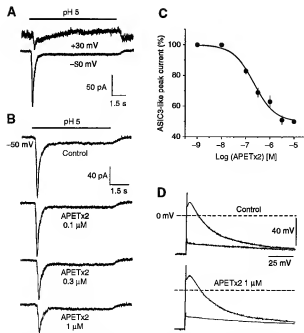 A
pH 5
+30 mV
−50 mV
50 pA
1.5 s
B
pH 5
−50 mV
Control
40 pA
1.5 s
APETx2
0.1 µM
APETx2
0.3 µM
APETx2
1 µM
C
ASIC3-like peak current (%)
100
80
60
40
-9 -8 -7 -6 -5 -4
Log (APETx2) [M]
D
Control
0 mV
40 mV
25 mV
APETx2 1 µM